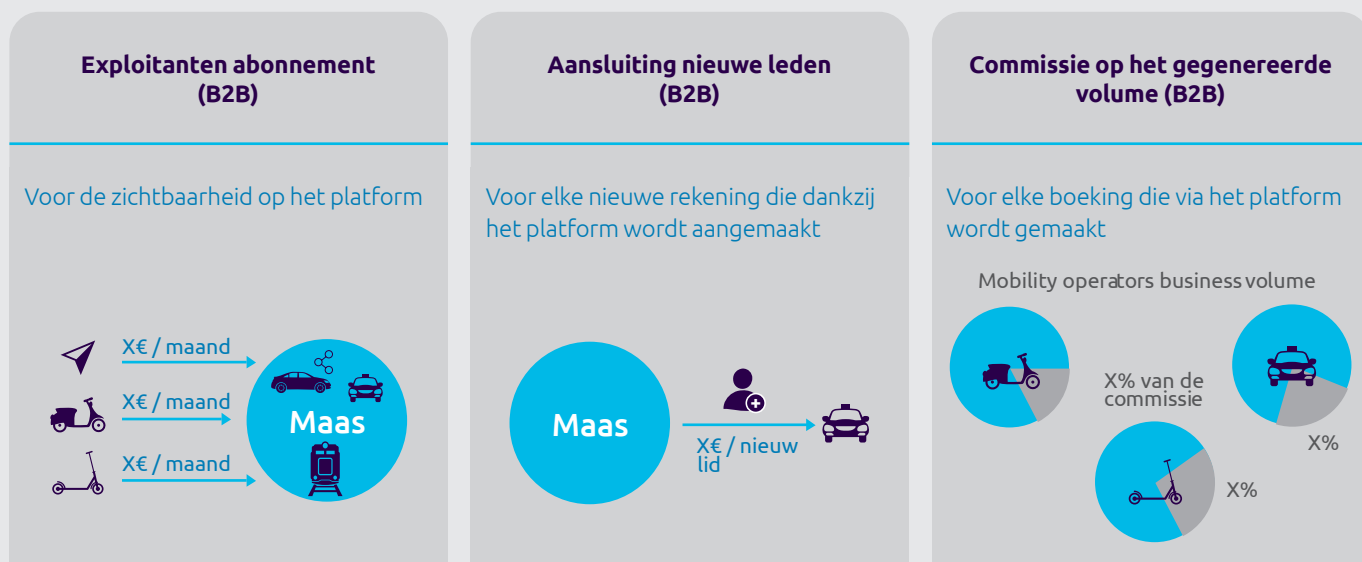 Exploitanten abonnement
(B2B)
Voor de zichtbaarheid op het platform
X€ / maand
X€ / maand
X€ / maand
Maas
Aansluiting nieuwe leden
(B2B)
Voor elke nieuwe rekening die dankzij
het platform wordt aangemaakt
Maas
X€ / nieuw
lid
Commissie op het gegenereerde
volume (B2B)
Voor elke boeking die via het platform
wordt gemaakt
Mobility operators business volume
X% van de
commissie
X%
X%